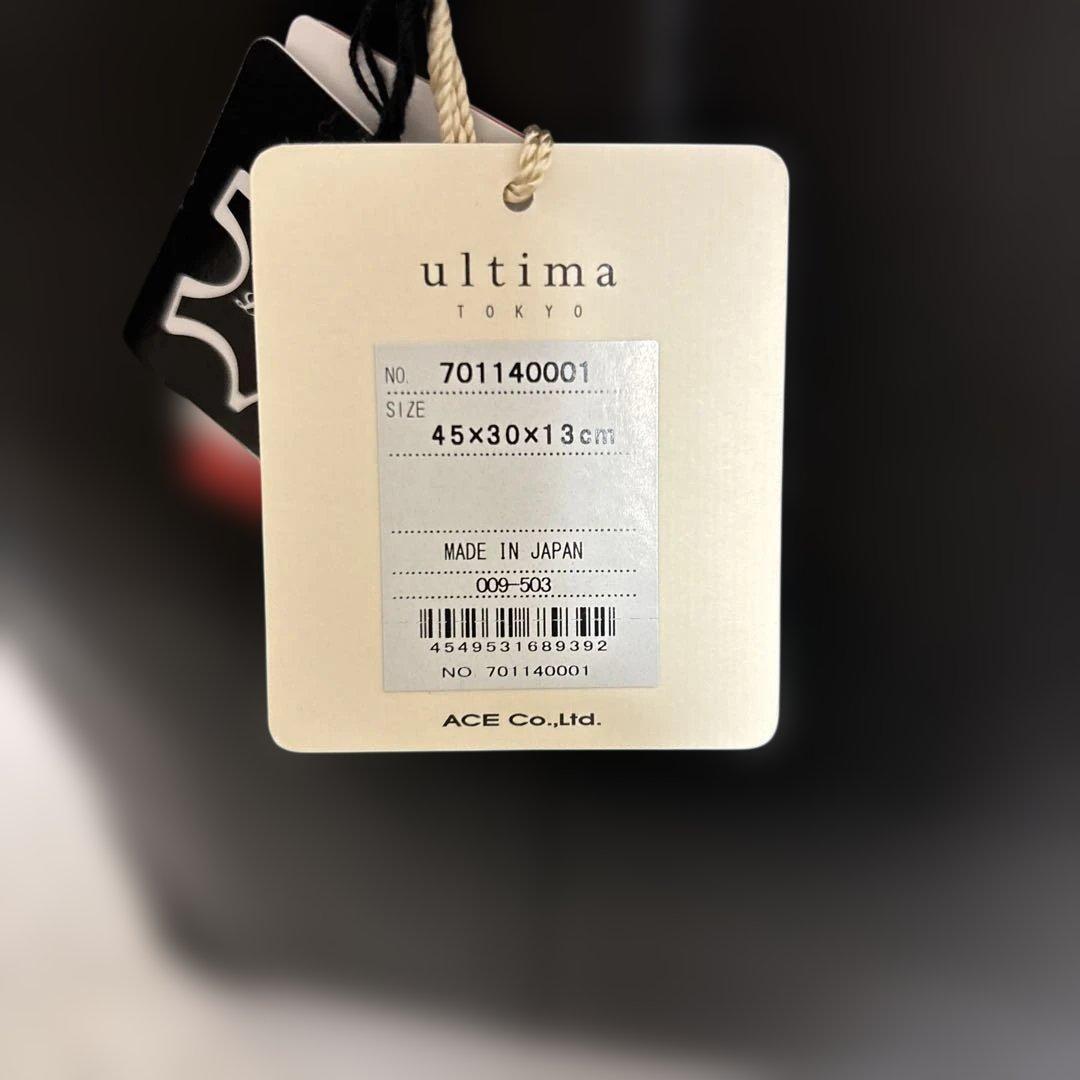 ultima
TOKYO
NO. 701140001
SIZE
45×30×13cm
MADE IN JAPAN
009-503
4549531689392
NO 701140001
ACE Co.,Ltd.